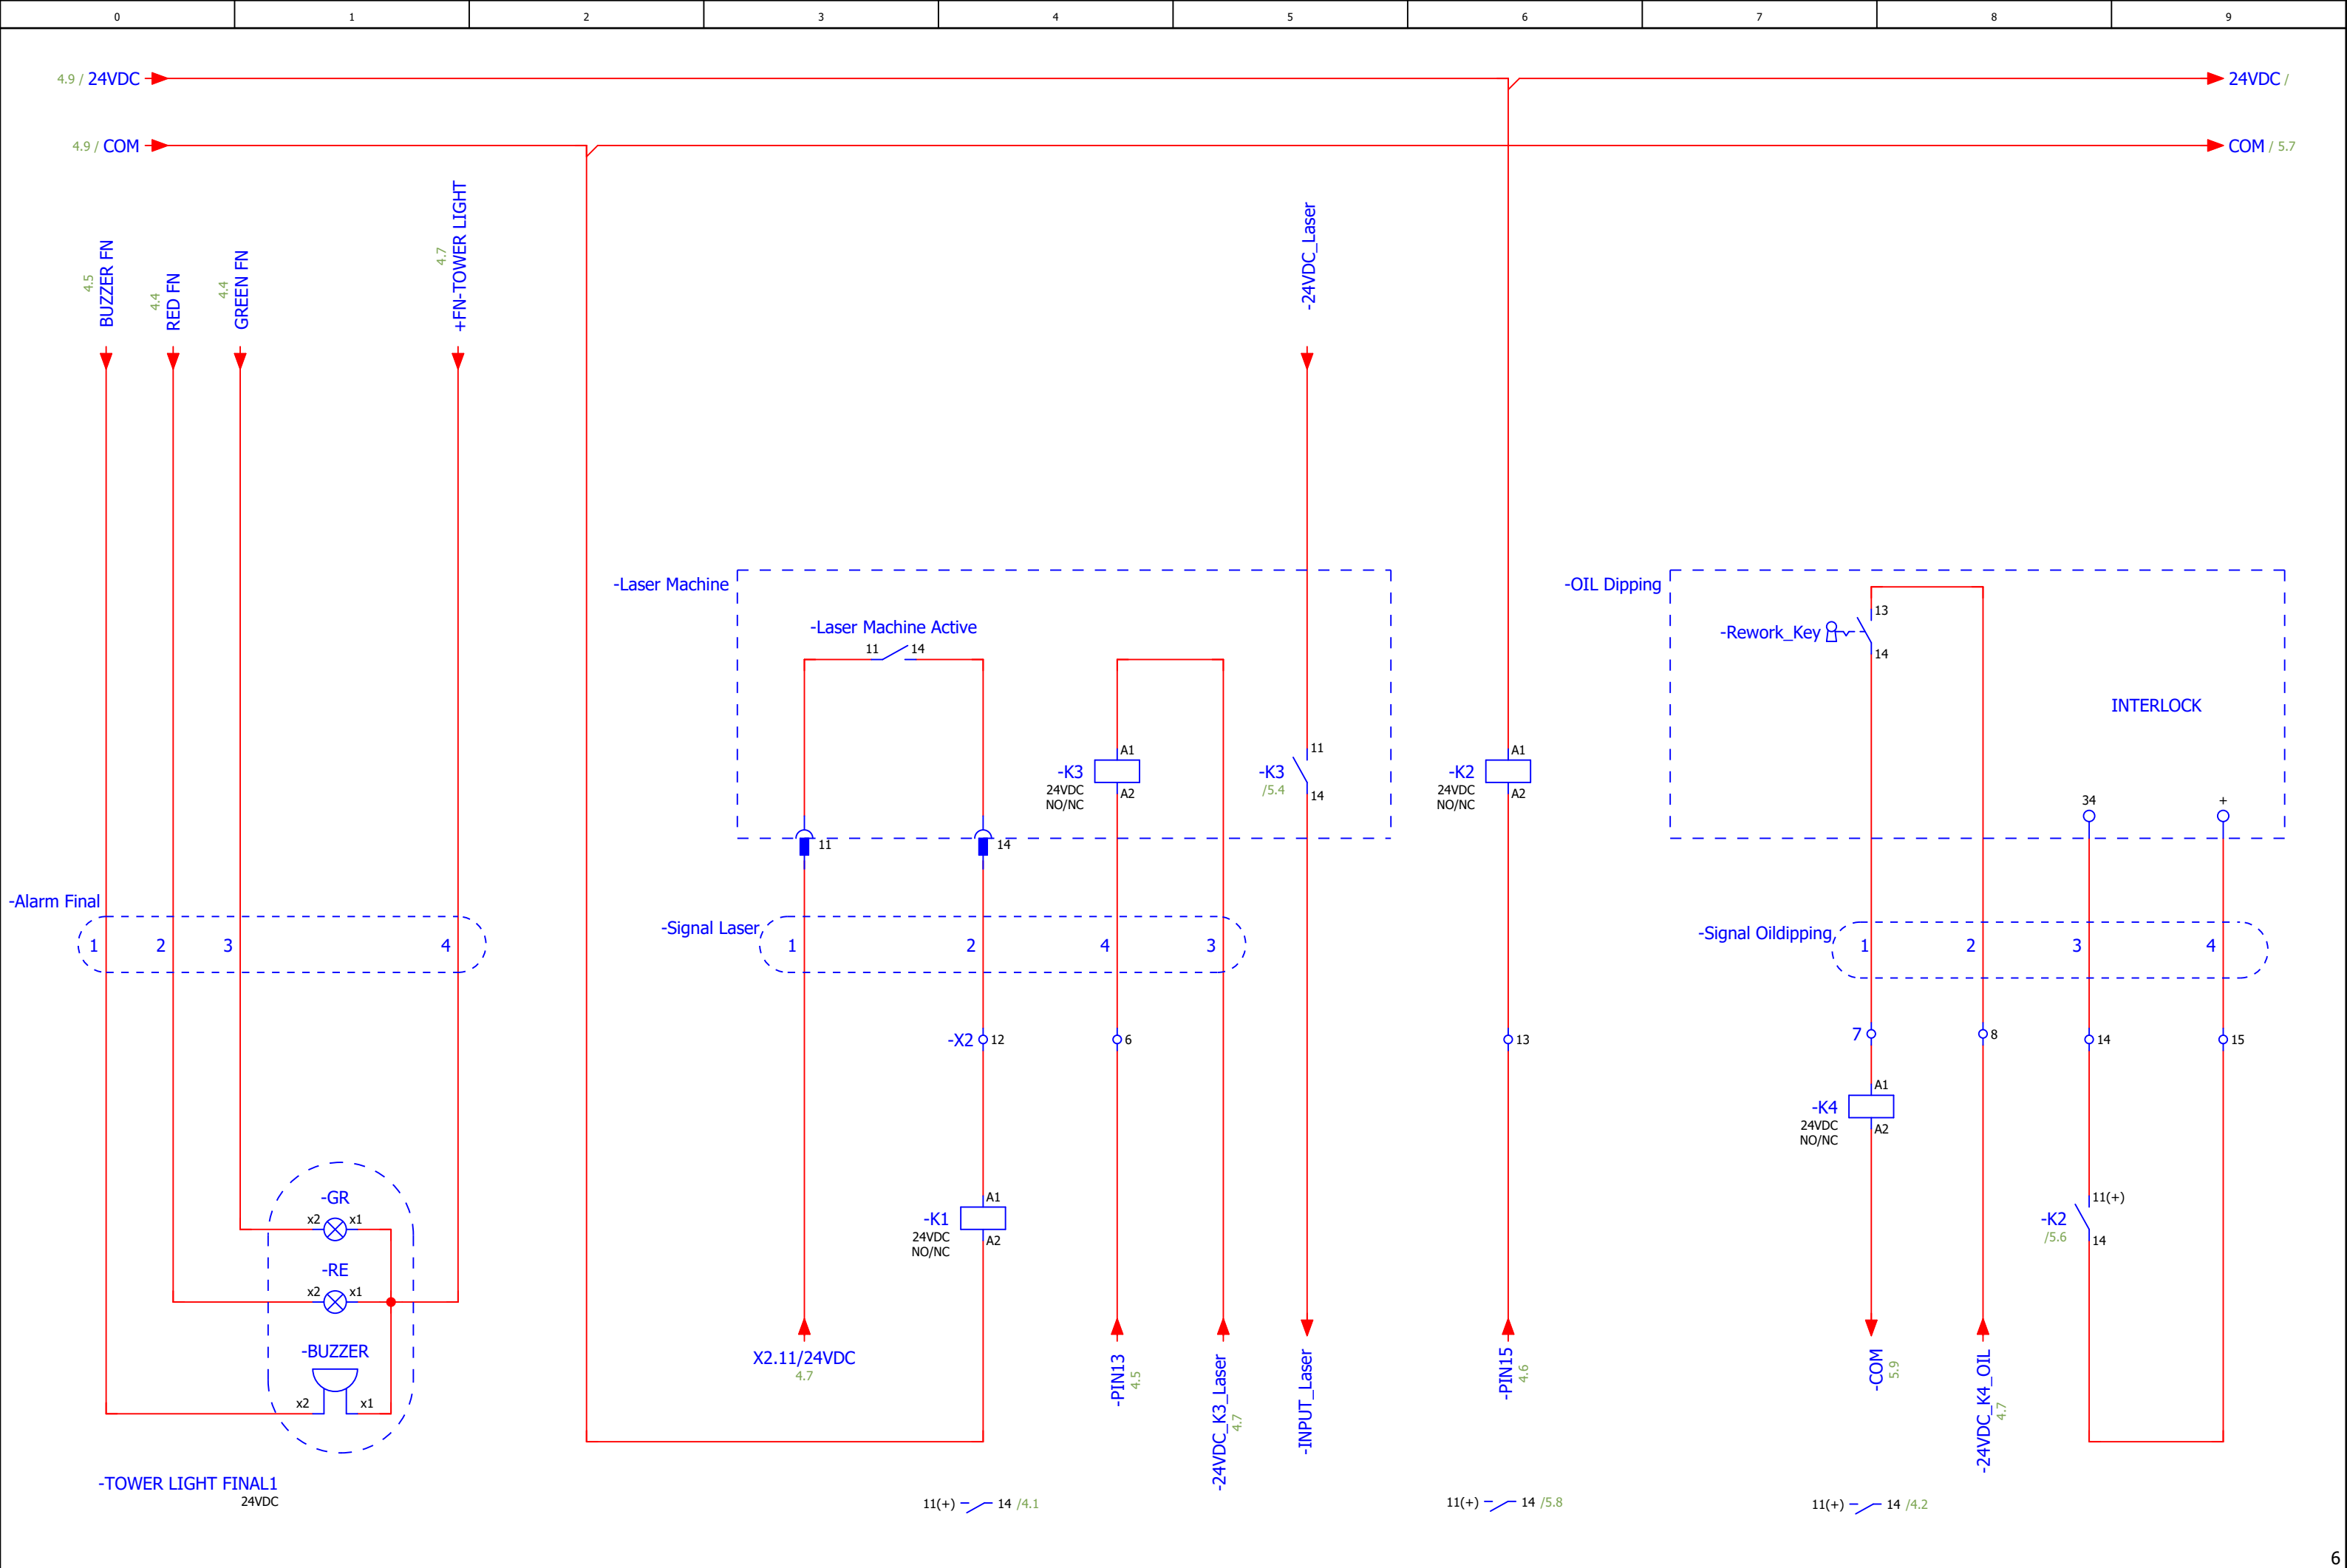 0 1 2 3 4 5 6 7 8 9
4.9 / 24VDC
24VDC /
4.9 / COM
COM / 5.7
4.5
BUZZER FN
4.4
RED FN
4.4
GREEN FN
4.7
+FN-TOWER LIGHT
-24VDC_Laser
-Laser Machine
-Laser Machine Active
11 14
-K3
24VDC
NO/NC
A1
A2
-K3
/5.4
11
14
11
14
-K2
24VDC
NO/NC
A1
A2
-OIL Dipping
-Rework_Key
13
14
INTERLOCK
34
+
-Alarm Final
1 2 3 4
-Signal Laser
1 2 4 3
-Signal Oildipping
1 2 3 4
-X2 12
6
13
7
8
14
15
-K4
24VDC
NO/NC
A1
A2
-K1
24VDC
NO/NC
A1
A2
-K2
/5.6
11(+)
14
-GR
x2 x1
-RE
x2 x1
-BUZZER
x2 x1
-TOWER LIGHT FINAL1
24VDC
X2.11/24VDC
4.7
-PIN13
4.5
-24VDC_K3_Laser
4.7
-INPUT_Laser
-PIN15
4.6
-COM
5.9
-24VDC_K4_OIL
4.7
11(+) 14 /4.1
11(+) 14 /5.8
11(+) 14 /4.2
6